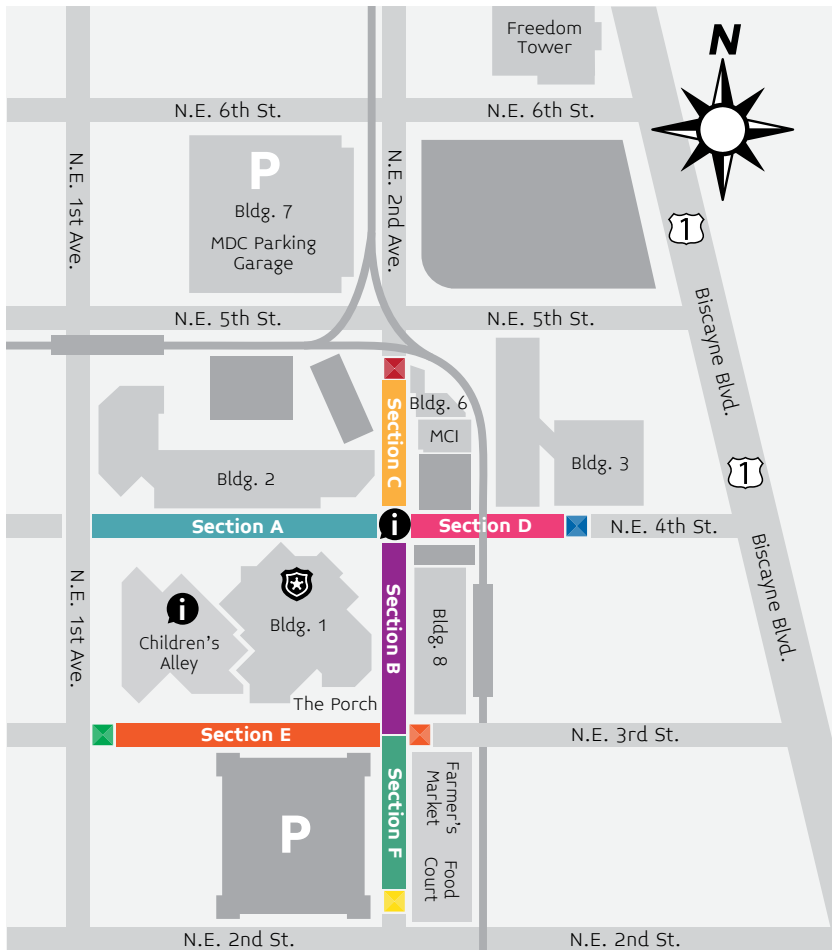 Freedom
Tower
N
N.E. 6th St.
N.E. 6th St.
N.E. 1st Ave.
P
Bldg. 7
MDC Parking
Garage
N.E. 2nd Ave.
1
Biscayne Blvd.
N.E. 5th St.
N.E. 5th St.
Section C
Bldg. 6
MCI
Bldg. 3
Bldg. 2
1
Section A
i
Section D
N.E. 4th St.
Biscayne Blvd.
N.E. 1st Ave.
i
Children's
Alley
Bldg. 1
Section B
Bldg. 8
The Porch
Section E
N.E. 3rd St.
P
Section F
Farmer's
Market
Food
Court
N.E. 2nd St.
N.E. 2nd St.